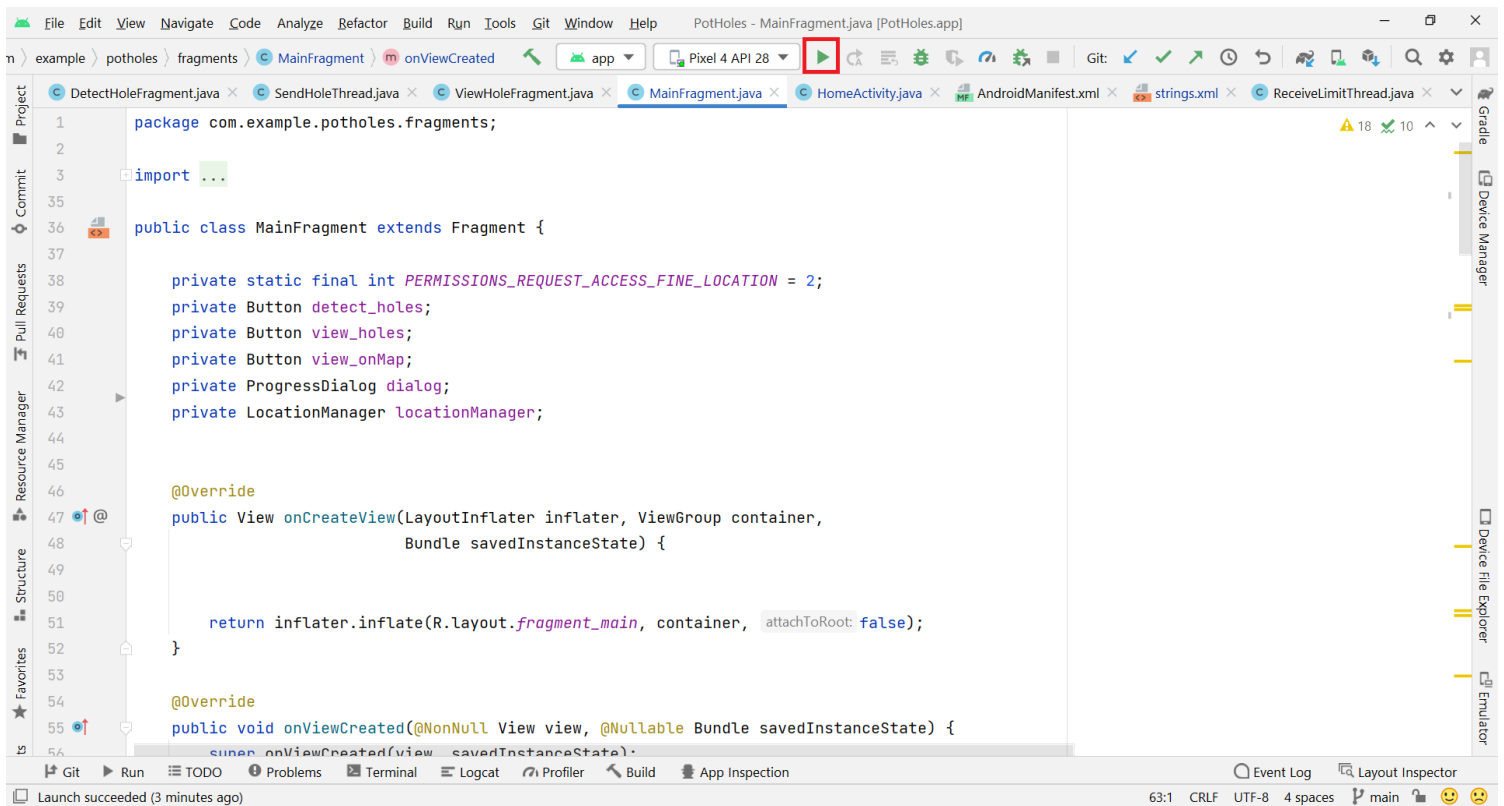 File Edit View Navigate Code Analyze Refactor Build Run Tools Git Window Help PotHoles - MainFragment.java [PotHoles.app]
m example potholes fragments C MainFragment m onViewCreated app Pixel 4 API 28 Git:
C DetectHoleFragment.java C SendHoleThread.java C ViewHoleFragment.java C MainFragment.java C HomeActivity.java MF AndroidManifest.xml strings.xml C ReceiveLimitThread.java
Project
Commit
Pull Requests
Resource Manager
Structure
Favorites
ts
1 package com.example.potholes.fragments;
18 10
2
3 import ...
35
36 public class MainFragment extends Fragment {
37
38 private static final int PERMISSIONS_REQUEST_ACCESS_FINE_LOCATION = 2;
39 private Button detect_holes;
40 private Button view_holes;
41 private Button view_onMap;
42 private ProgressDialog dialog;
43 private LocationManager locationManager;
44
45
46 @Override
47 @ public View onCreateView(LayoutInflater inflater, ViewGroup container,
48 Bundle savedInstanceState) {
49
50
51 return inflater.inflate(R.layout.fragment_main, container, attachToRoot: false);
52 }
53
54 @Override
55 public void onViewCreated(@NonNull View view, @Nullable Bundle savedInstanceState) {
56 super.onViewCreated(view, savedInstanceState);
Gradle
Device Manager
Device File Explorer
Emulator
Git Run TODO Problems Terminal Logcat Profiler Build App Inspection Event Log Layout Inspector
Launch succeeded (3 minutes ago) 63:1 CRLF UTF-8 4 spaces main